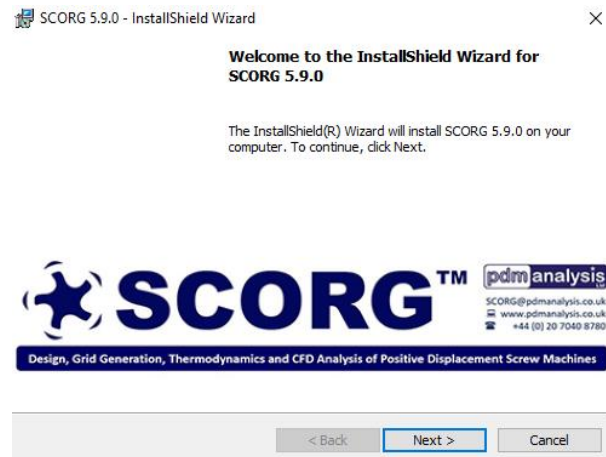 SCORG 5.9.0 - InstallShield Wizard
Welcome to the InstallShield Wizard for
SCORG 5.9.0
The InstallShield(R) Wizard will install SCORG 5.9.0 on your
computer. To continue, click Next.
SCORG™
pdmanalysis
Ltd
SCORG@pdmanalysis.co.uk
www.pdmanalysis.co.uk
+44 (0) 20 7040 8780
Design, Grid Generation, Thermodynamics and CFD Analysis of Positive Displacement Screw Machines
< Back
Next >
Cancel